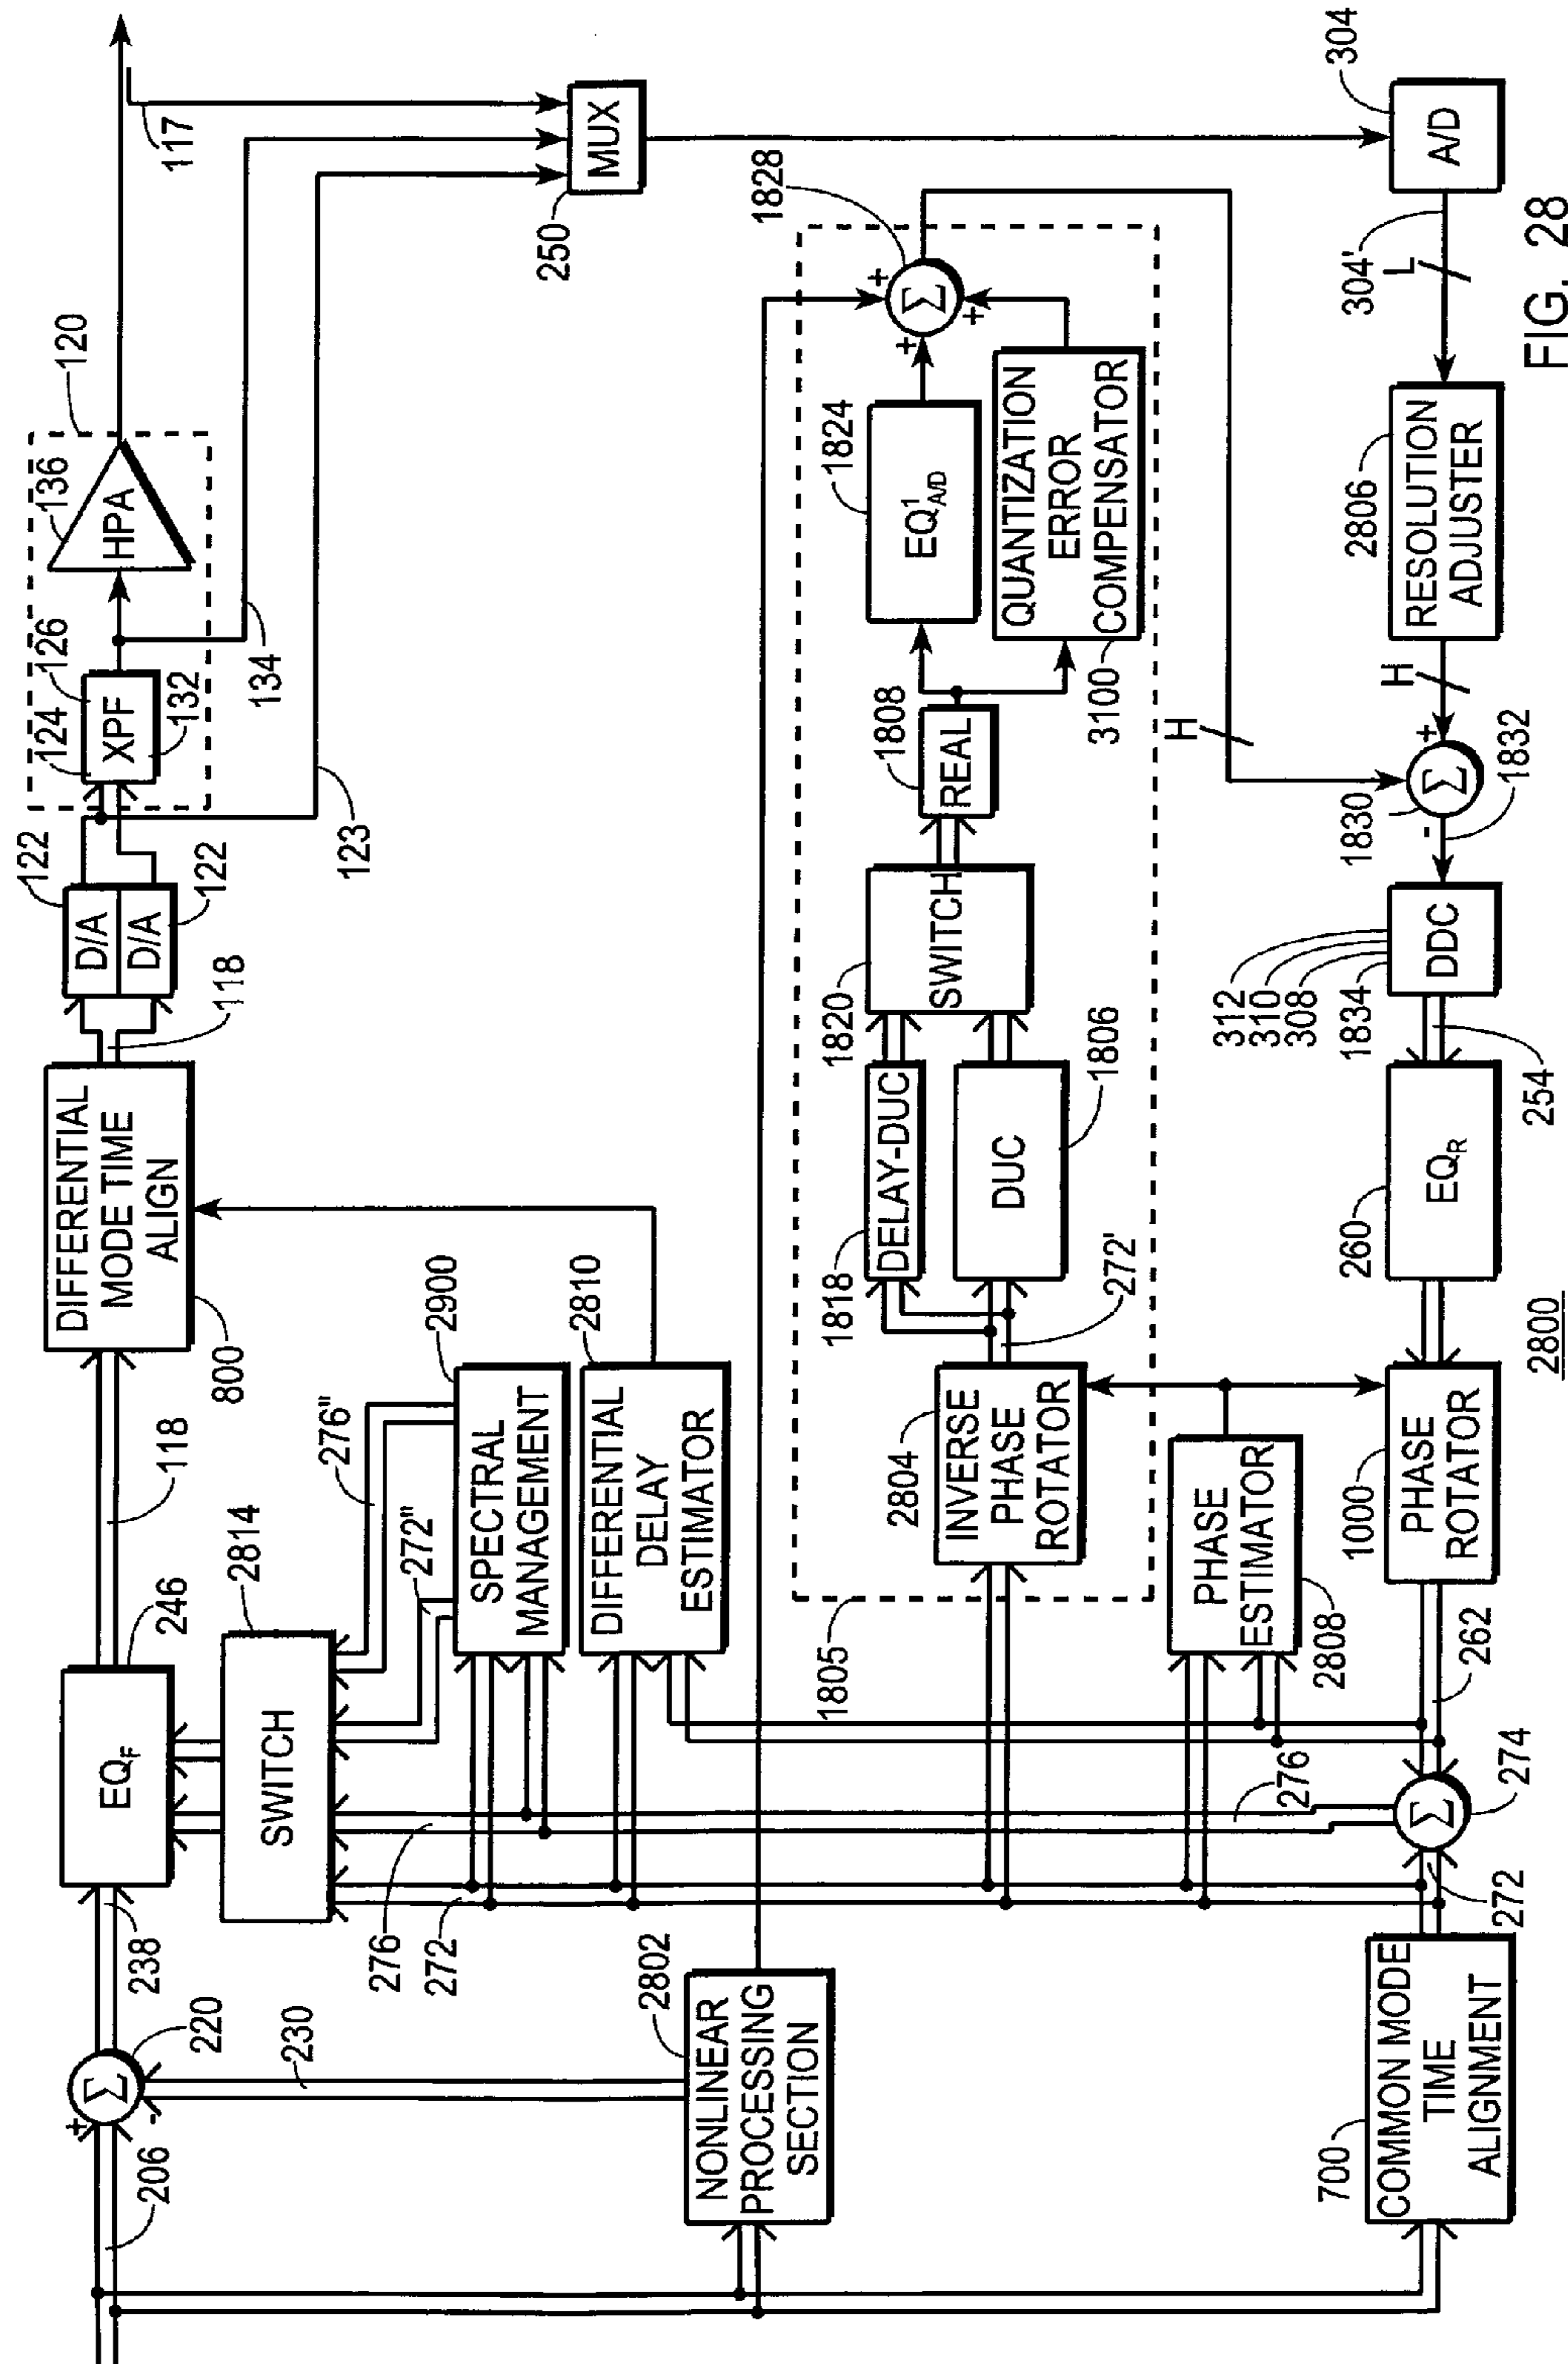 206
+
-
Σ
220
230
238
EQF
246
118
DIFFERENTIAL
MODE TIME
ALIGN
800
118
D/A
D/A
122
122
123
124
126
XPF
132
134
136
HPA
120
117
MUX
250
SWITCH
2814
276
272
276"
272"
SPECTRAL
MANAGEMENT
2900
DIFFERENTIAL
DELAY
ESTIMATOR
2810
NONLINEAR
PROCESSING
SECTION
2802
1805
INVERSE
PHASE
ROTATOR
2804
272'
DELAY-DUC
1818
DUC
1806
SWITCH
1820
REAL
1808
EQ1A/D
1824
QUANTIZATION
ERROR
COMPENSATOR
3100
+
+
+
Σ
1828
H
PHASE
ESTIMATOR
2808
COMMON MODE
TIME
ALIGNMENT
700
272
Σ
274
276
262
PHASE
ROTATOR
1000
EQR
260
254
DDC
312
310
308
1834
1832
-
+
Σ
1830
H
RESOLUTION
ADJUSTER
2806
L
304'
A/D
304
2800
FIG. 28